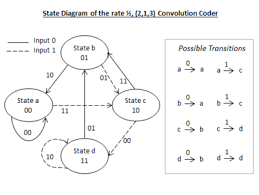 State Diagram of the rate ½, (2,1,3) Convolution Coder
Input 0
Input 1
State b
01
Possible Transitions
0 1
a → a a → c
10
01
11
State a
00
11
State c
10
0 1
b → a b → c
00
0 1
c → b c → d
01
10
State d
11
00
0 1
d → b d → d